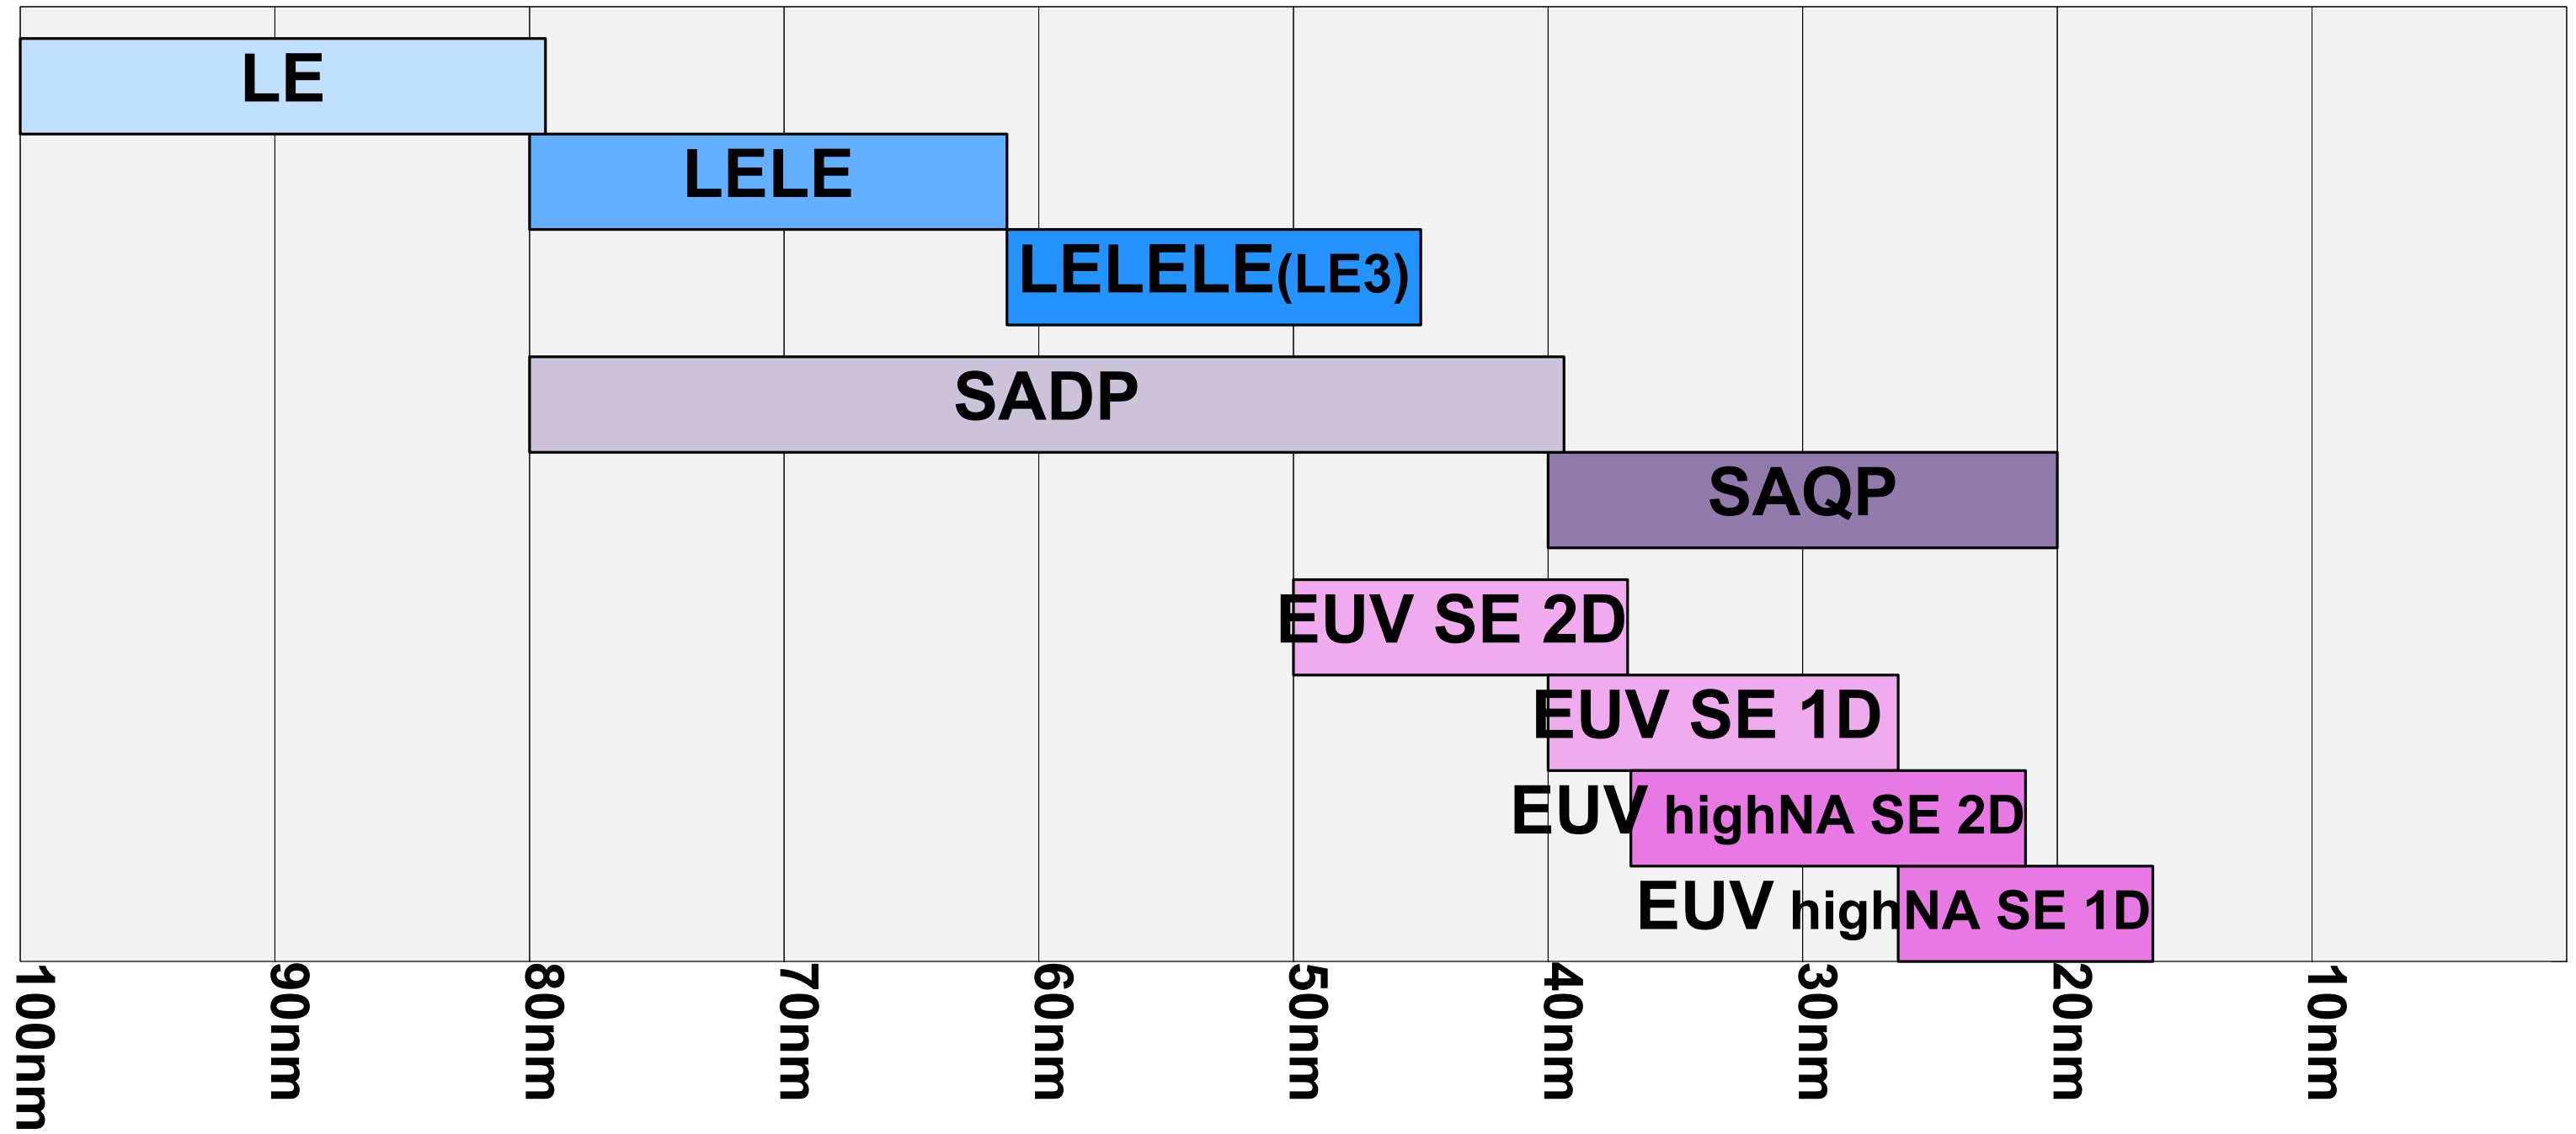 LE
LELE
LELELE(LE3)
SADP
SAQP
EUV SE 2D
EUV SE 1D
EUV highNA SE 2D
EUV highNA SE 1D
100nm
90nm
80nm
70nm
60nm
50nm
40nm
30nm
20nm
10nm